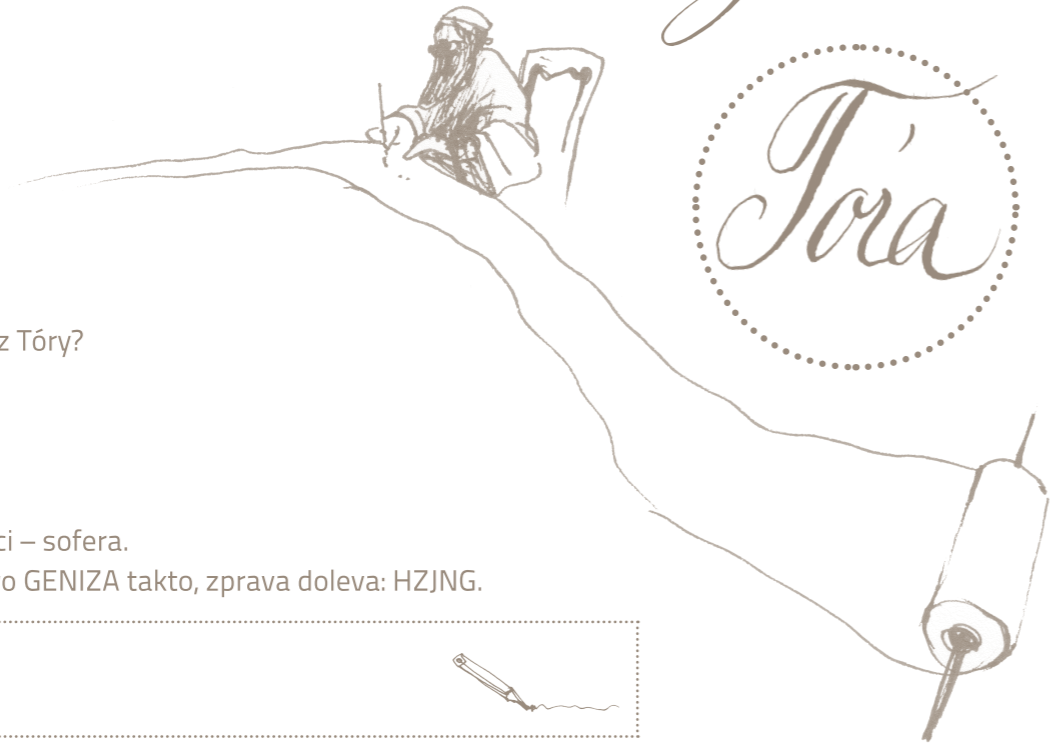 Tóra
z Tóry?
ci – sofera.
o GENIZA takto, zprava doleva: HZJNG.